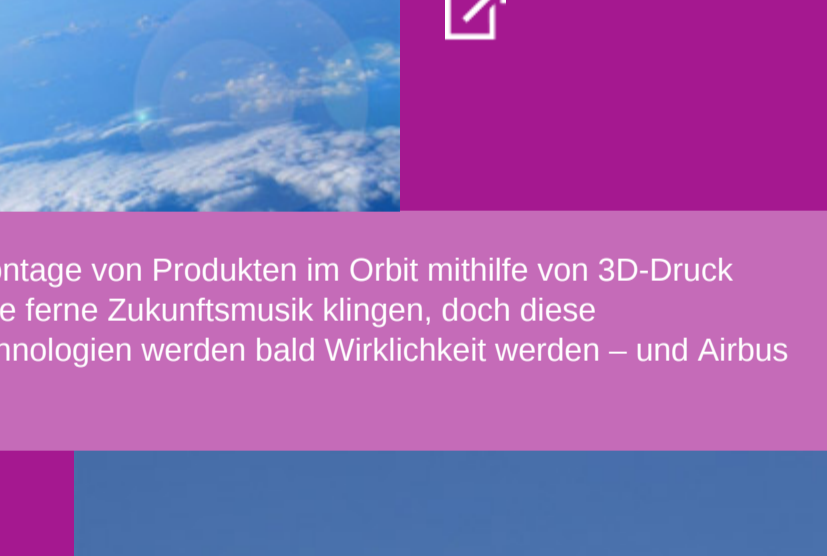 ontage von Produkten im Orbit mithilfe von 3D-Druck
e ferne Zukunftsmusik klingen, doch diese
hnologien werden bald Wirklichkeit werden – und Airbus